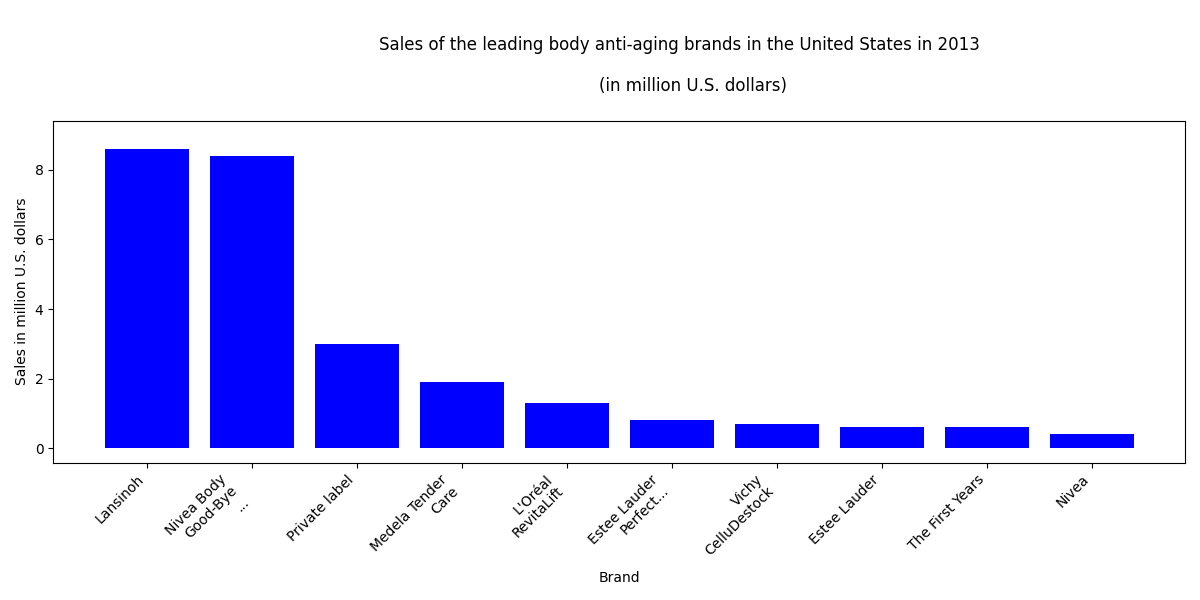 Sales of the leading body anti-aging brands in the United States in 2013
(in million U.S. dollars)
Sales in million U.S. dollars
8
6
4
2
0
Lansinoh
Nivea Body
Good-Bye
...
Private label
Medela Tender
Care
L'Oréal
RevitaLift
Estee Lauder
Perfect...
Vichy
CelluDestock
Estee Lauder
The First Years
Nivea
Brand